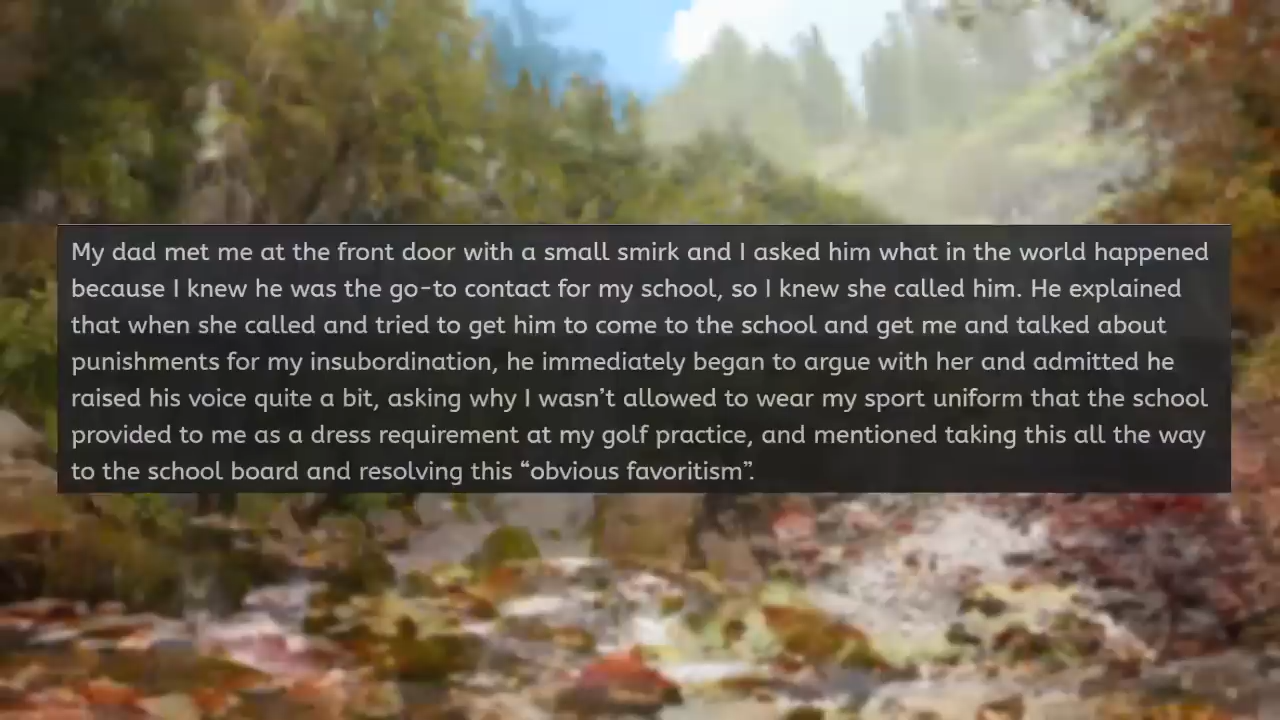 My dad met me at the front door with a small smirk and I asked him what in the world happened
because I knew he was the go-to contact for my school, so I knew she called him. He explained
that when she called and tried to get him to come to the school and get me and talked about
punishments for my insubordination, he immediately began to argue with her and admitted he
raised his voice quite a bit, asking why I wasn’t allowed to wear my sport uniform that the school
provided to me as a dress requirement at my golf practice, and mentioned taking this all the way
to the school board and resolving this “obvious favoritism”.